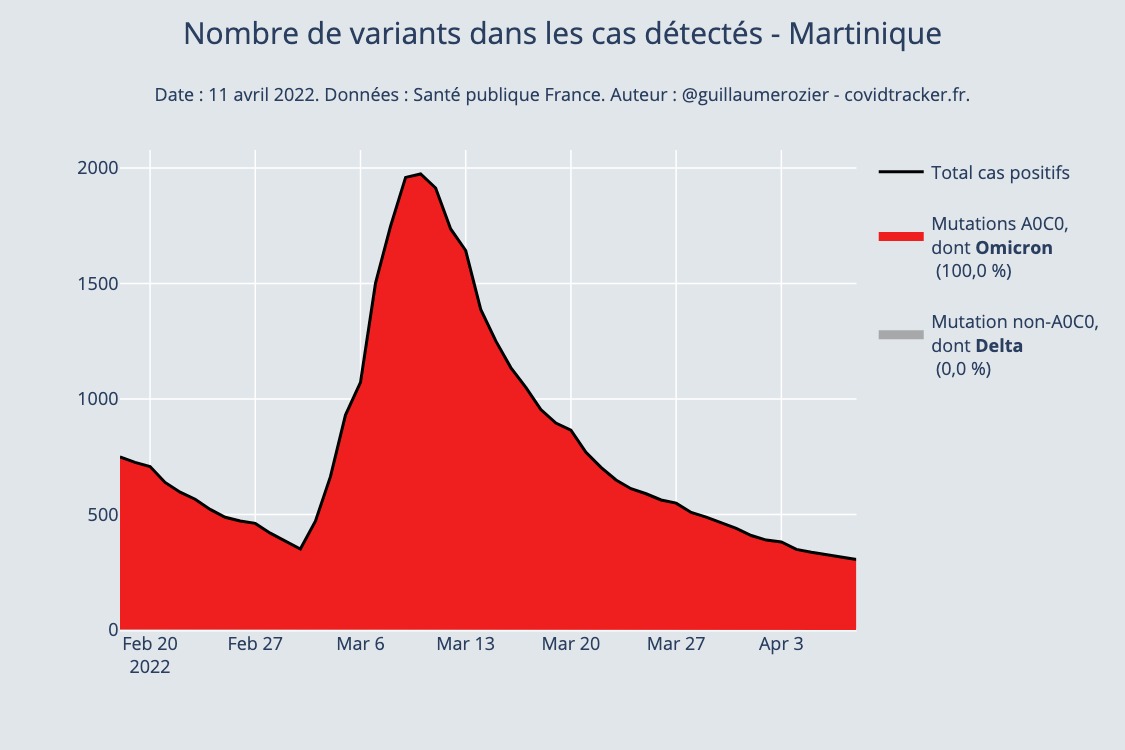 Nombre de variants dans les cas détectés - Martinique
Date : 11 avril 2022. Données : Santé publique France. Auteur : @guillaumerozier - covidtracker.fr.
2000
1500
1000
500
0
Feb 20
2022
Feb 27
Mar 6
Mar 13
Mar 20
Mar 27
Apr 3
Total cas positifs
Mutations A0C0,
dont Omicron
(100,0 %)
Mutation non-A0C0,
dont Delta
(0,0 %)